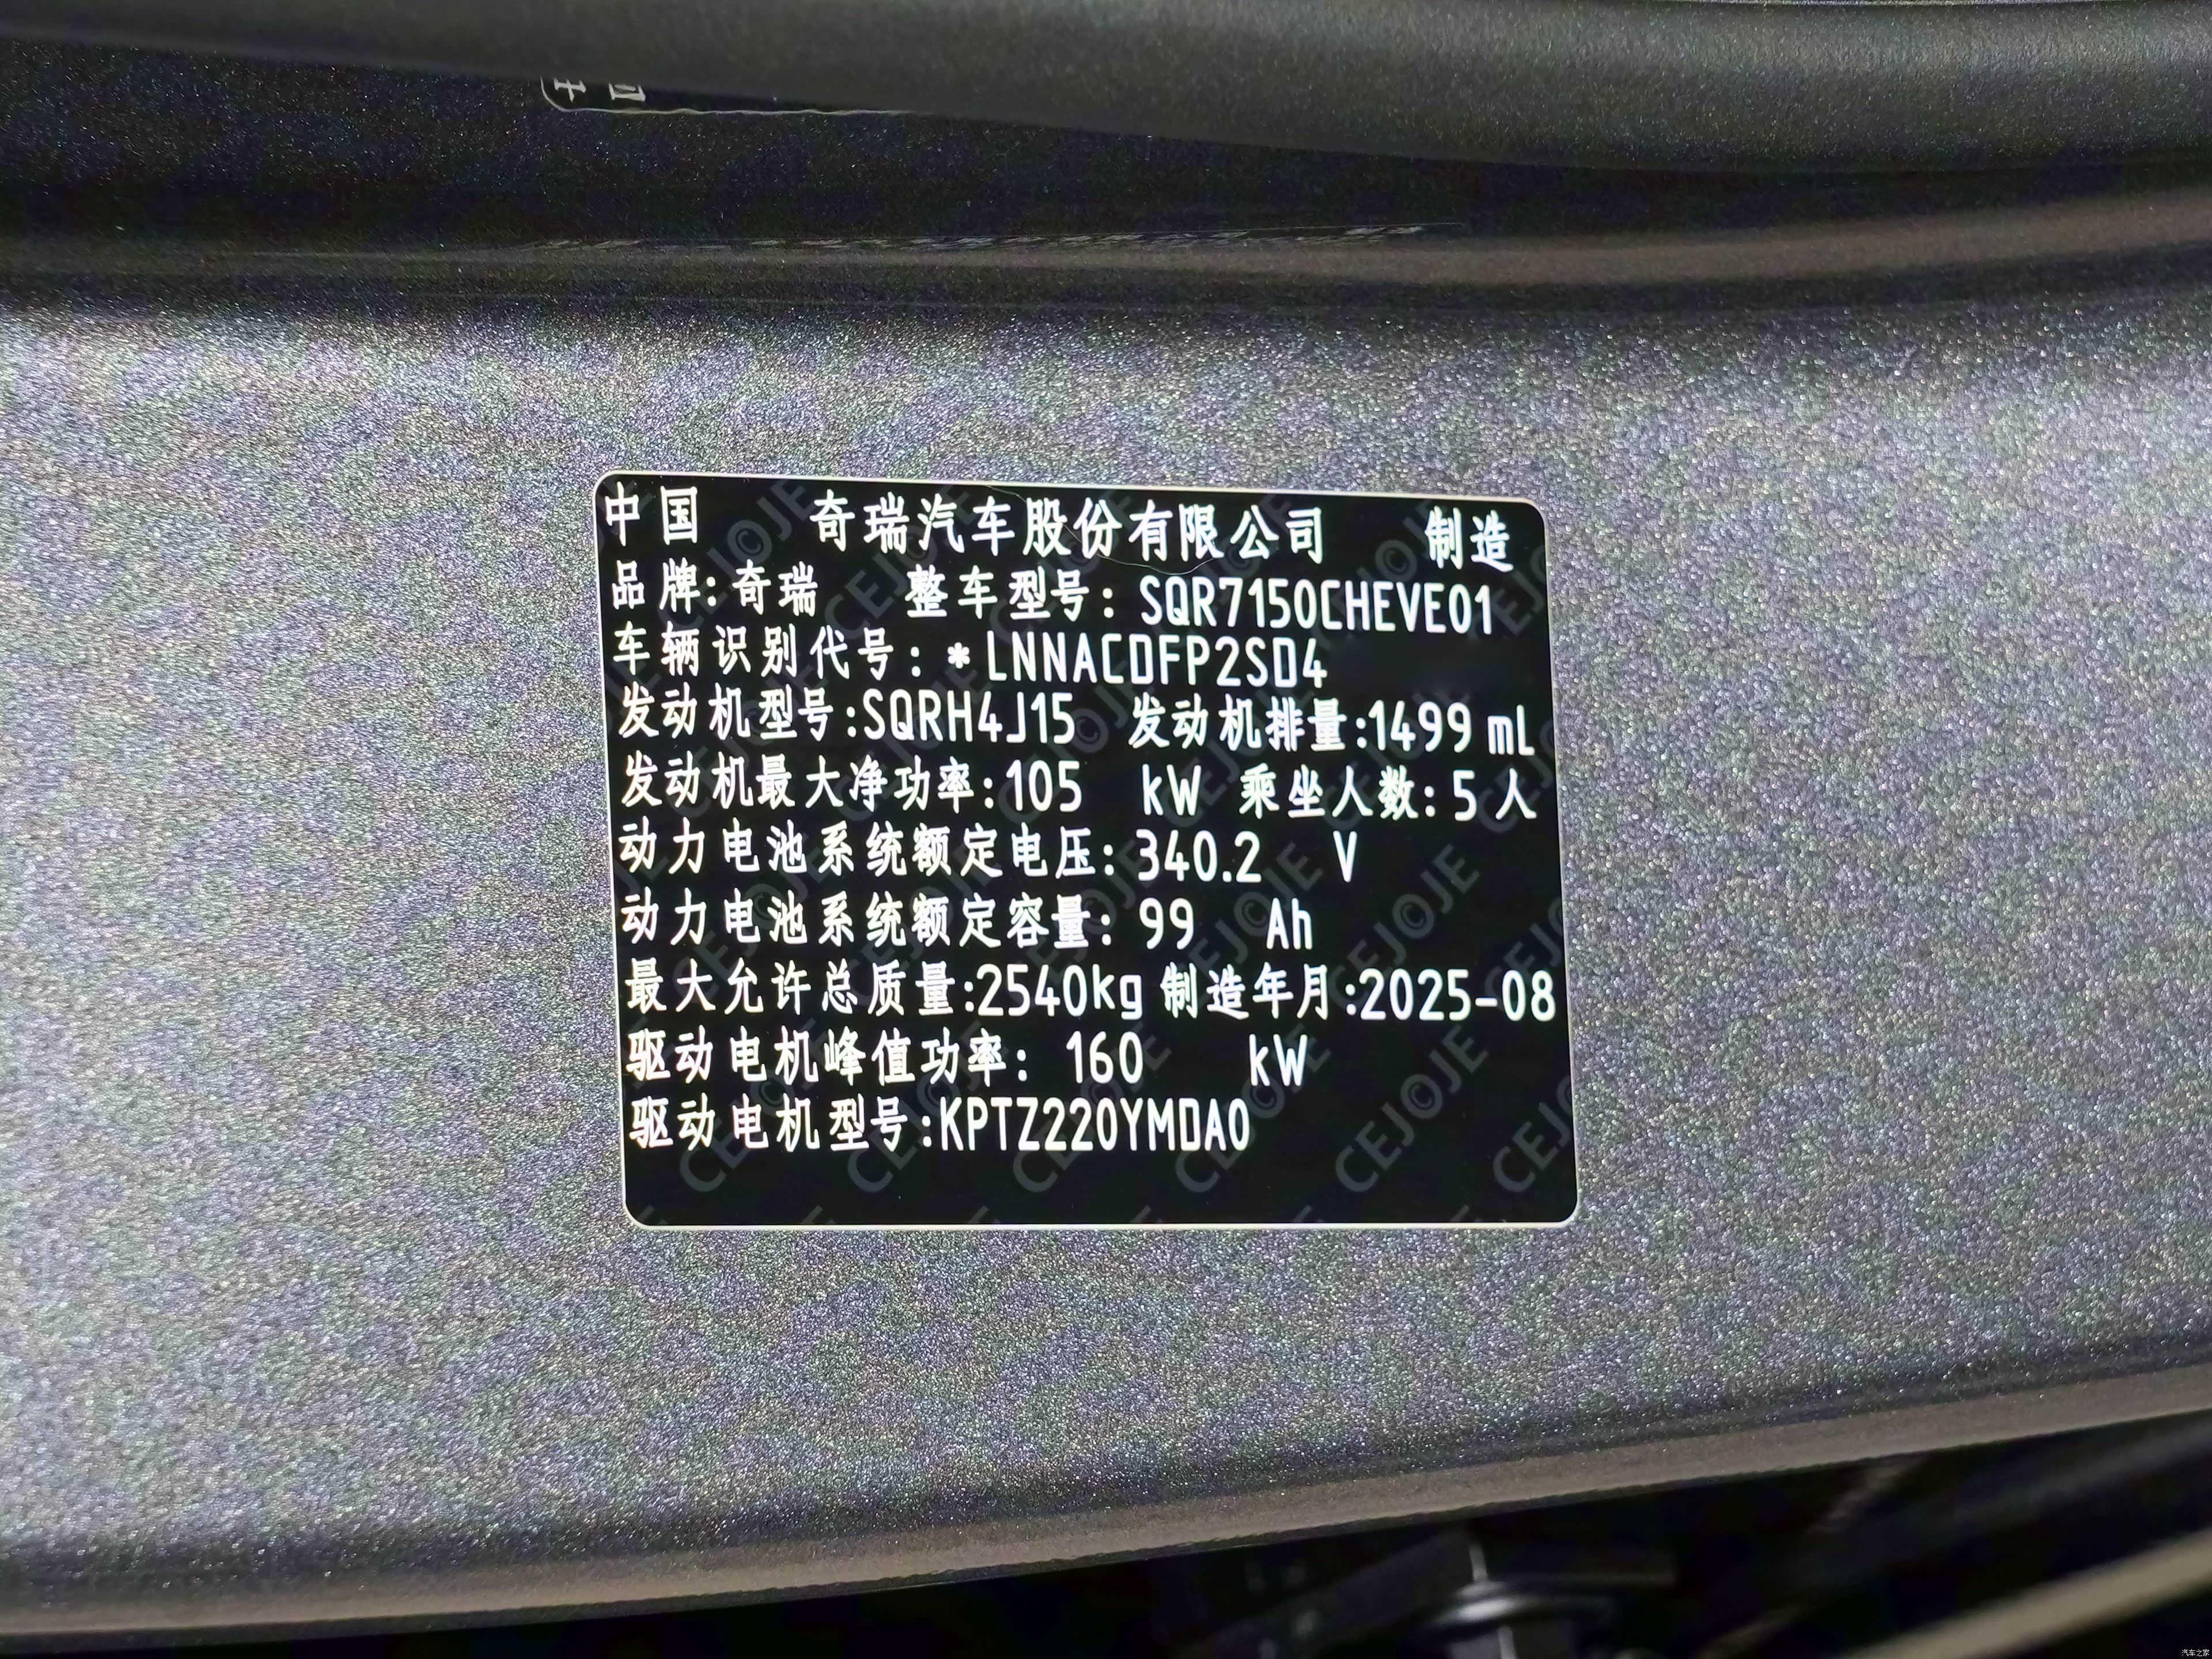 中国 奇瑞汽车股份有限公司 制造
品牌:奇瑞 整车型号: SQR7150CHEVE01
车辆识别代号: *LNNACDFP2SD4
发动机型号:SQRH4J15 发动机排量:1499 mL
发动机最大净功率:105 kW 乘坐人数:5人
动力电池系统额定电压: 340.2 V
动力电池系统额定容量: 99 Ah
最大允许总质量:2540kg 制造年月:2025-08
驱动电机峰值功率: 160 kW
驱动电机型号:KPTZ220YMDA0
CEJOJE
汽车之家